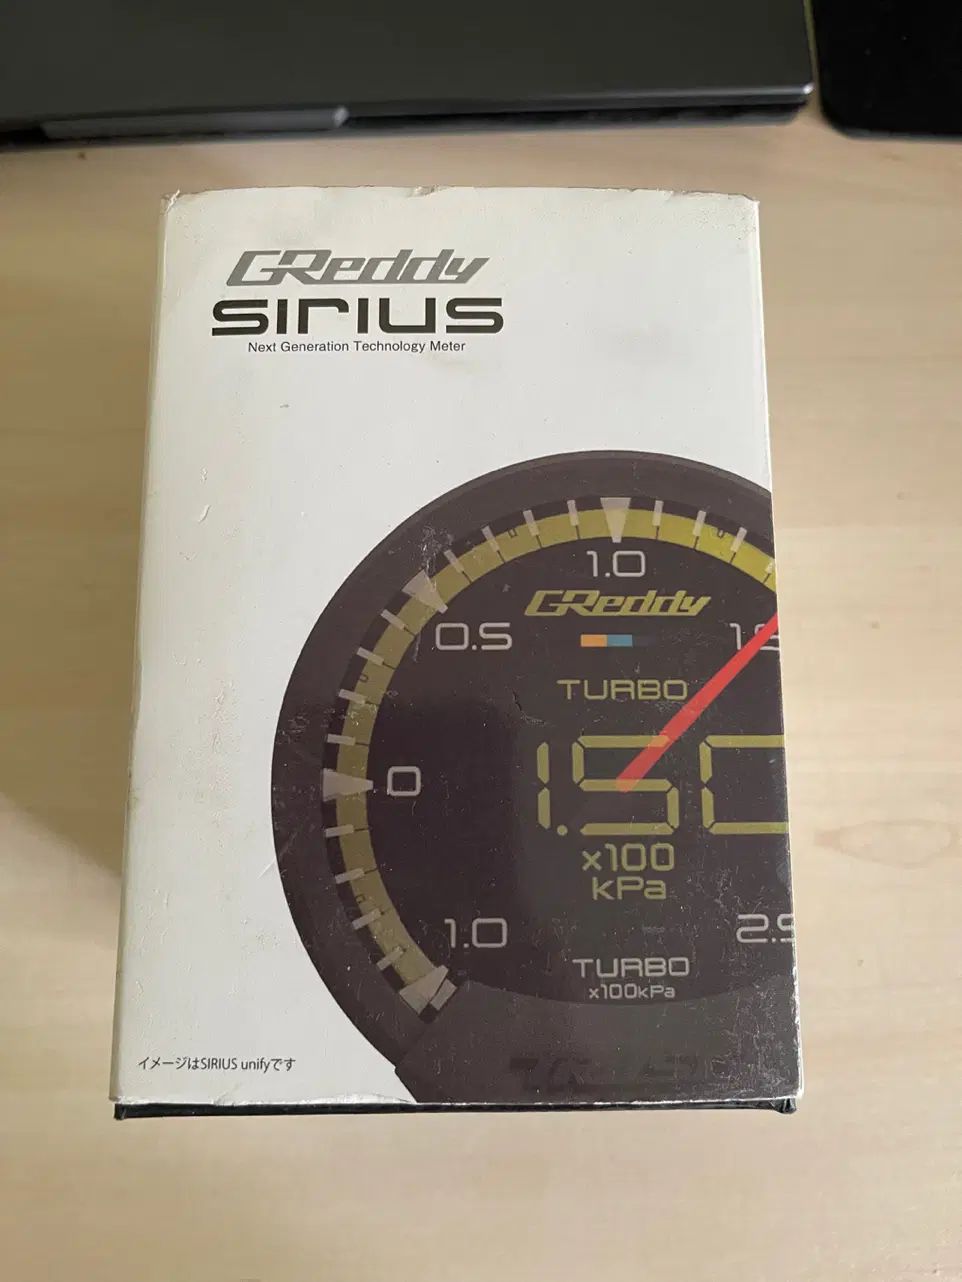 GReddy
SIRIUS
Next Generation Technology Meter
1.0
GReddy
0.5
TURBO
0
1.50
x100
kPa
1.0
TURBO
x100kPa
イメージはSIRIUS unifyです